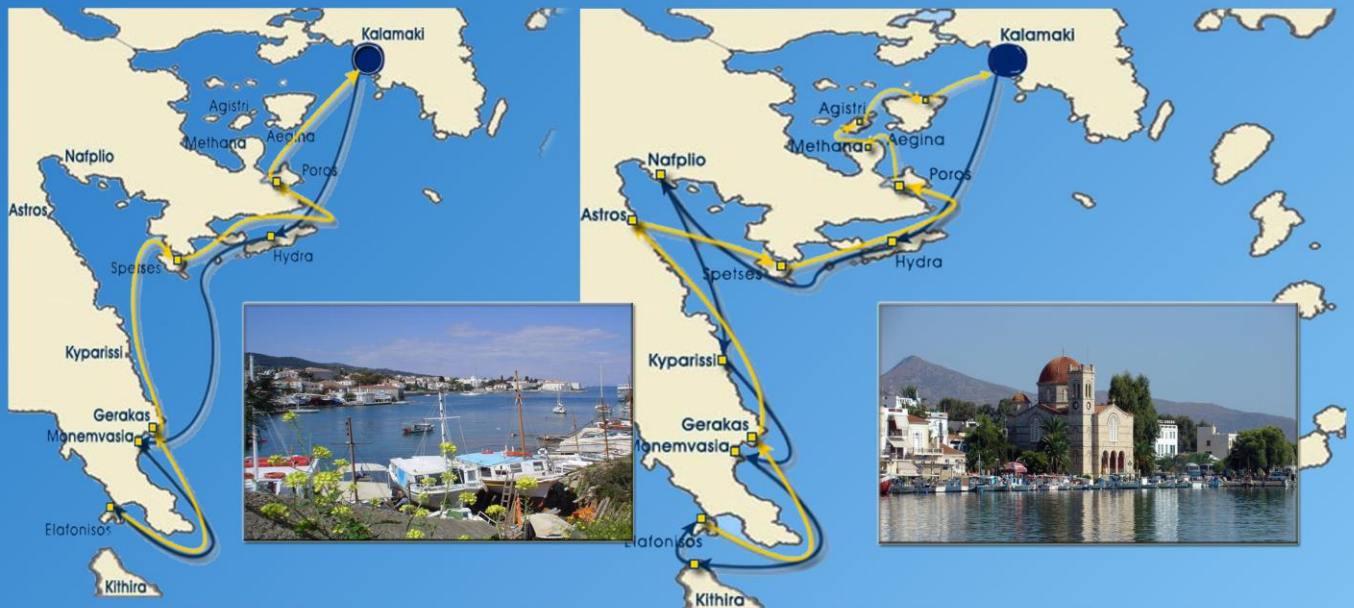 Kalamaki
Agistri
Methana
Aegina
Nafplio
Poros
Astros
Spetses
Hydra
Kyparissi
Gerakas
Monemvasia
Elafonisos
Kithira
Kalamaki
Agistri
Methana
Aegina
Nafplio
Poros
Astros
Spetses
Hydra
Kyparissi
Gerakas
Monemvasia
Elafonisos
Kithira